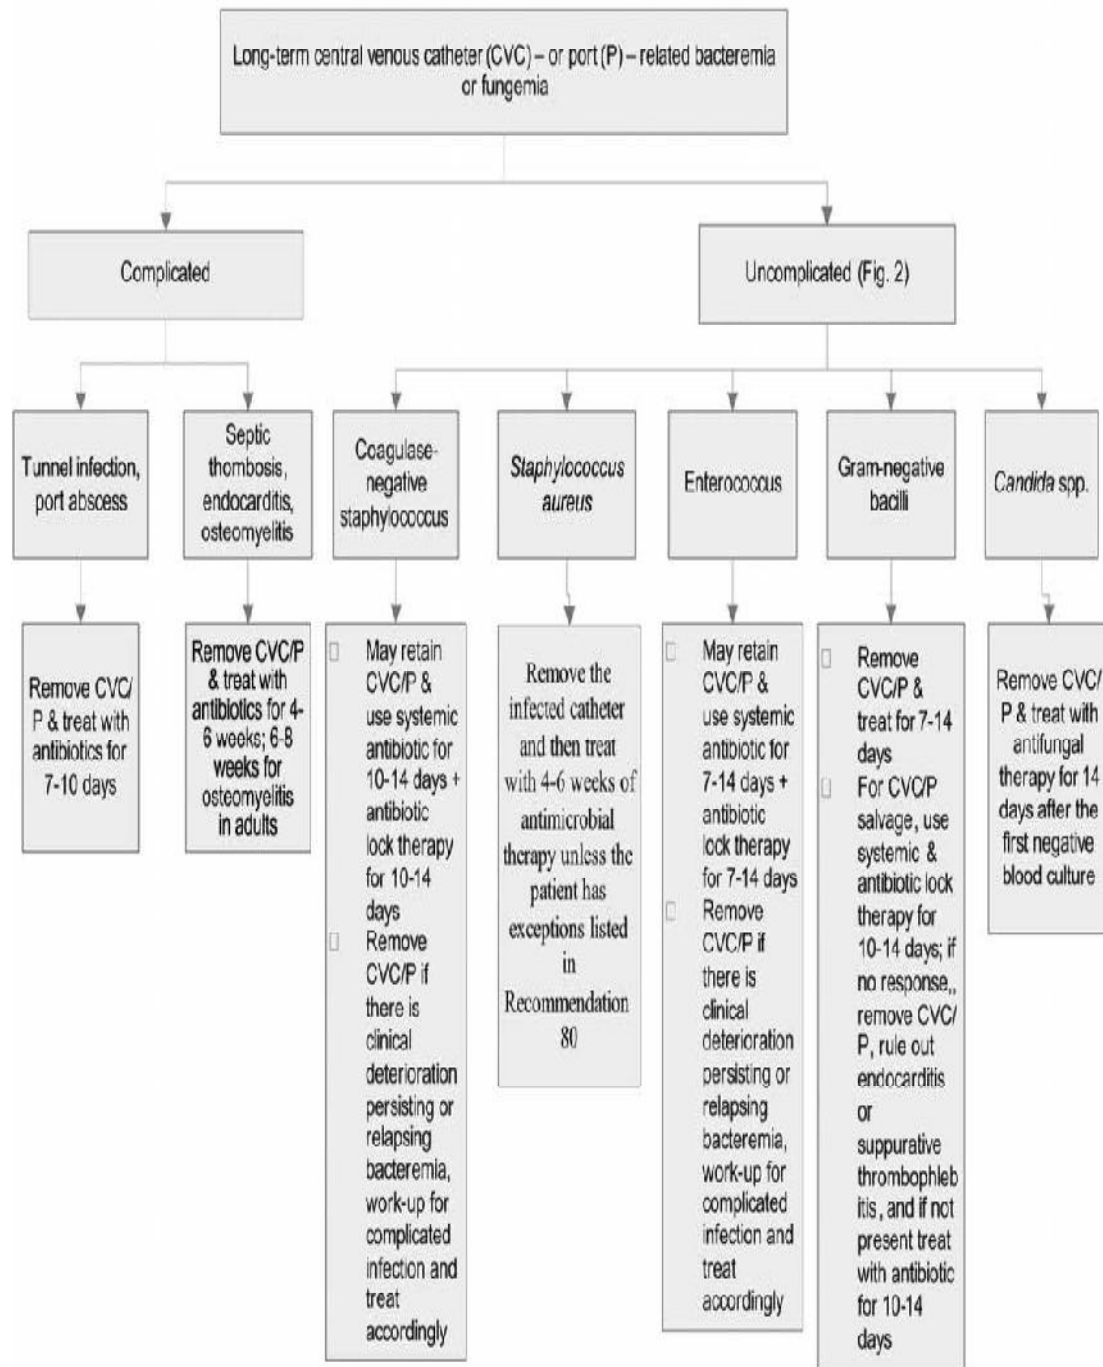 Long-term central venous catheter (CVC) – or port (P) – related bacteremia
or fungemia
Complicated
Uncomplicated (Fig. 2)
Tunnel infection,
port abscess
Septic
thombosis,
endocarditis,
osteomyelitis
Coagulase-
negative
staphylococcus
Staphylococcus
aureus
Enterococcus
Gram-negative
bacilli
Candida spp.
Remove CVC/
P & treat with
antibiotics for
7-10 days
Remove CVC/P
& treat with
antibiotics for 4-
6 weeks; 6-8
weeks for
osteomyelitis
in adults
May retain
CVC/P &
use systemic
antibiotic for
10-14 days +
antibiotic
lock therapy
for 10-14
days
Remove
CVC/P if
there is
clinical
deterioration
persisting or
relapsing
bacteremia,
work-up for
complicated
infection and
treat
accordingly
Remove the
infected catheter
and then treat
with 4-6 weeks of
antimicrobial
therapy unless the
patient has
exceptions listed
in
Recommendation
80
May retain
CVC/P &
use systemic
antibiotic for
7-14 days +
antibiotic
lock therapy
for 7-14 days
Remove
CVC/P if
there is
clinical
deterioration
persisting or
relapsing
bacteremia,
work-up for
complicated
infection and
treat
accordingly
Remove
CVC/P &
treat for 7-14
days
For CVC/P
salvage, use
systemic &
antibiotic lock
therapy for
10-14 days; if
no response,,
remove CVC/
P, rule out
endocarditis
or
suppurative
thrombophleb
itis, and if not
present treat
with antibiotic
for 10-14
days
Remove CVC/
P & treat with
antifungal
therapy for 14
days after the
first negative
blood culture